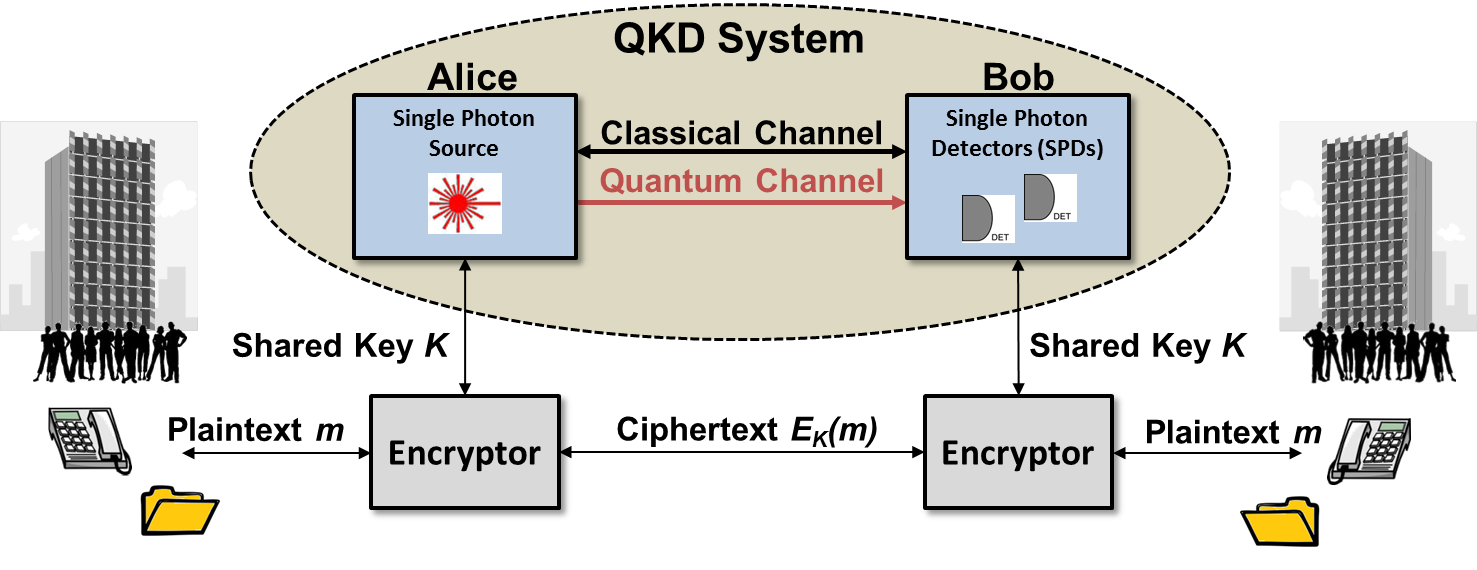 QKD System
Alice
Bob
Single Photon
Source
Classical Channel
Quantum Channel
Single Photon
Detectors (SPDs)
DET
DET
Shared Key K
Shared Key K
Plaintext m
Encryptor
Ciphertext EK(m)
Encryptor
Plaintext m